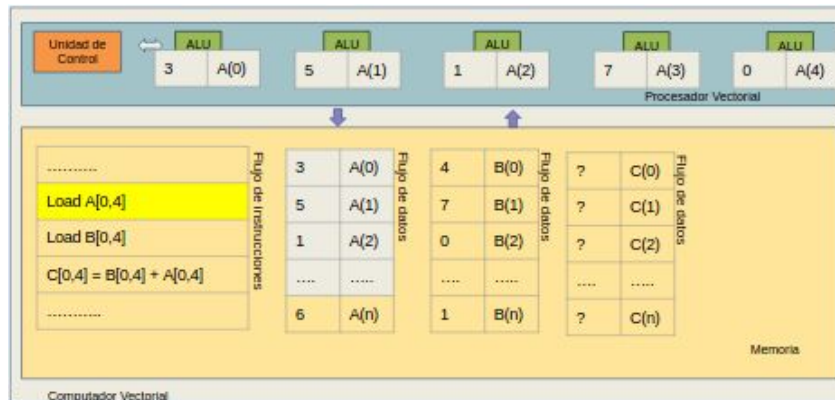 Unidad de
Control
ALU
3 A(0)
ALU
5 A(1)
ALU
1 A(2)
ALU
7 A(3)
ALU
0 A(4)
Procesador Vectorial
..........
Load A[0,4]
Load B[0,4]
C[0,4] = B[0,4] + A[0,4]
...........
Flujo de Instrucciones
3 A(0)
5 A(1)
1 A(2)
.... .....
6 A(n)
Flujo de datos
4 B(0)
7 B(1)
0 B(2)
.... .....
1 B(n)
Flujo de datos
? C(0)
? C(1)
? C(2)
.... .....
? C(n)
Flujo de datos
Memoria
Computador Vectorial